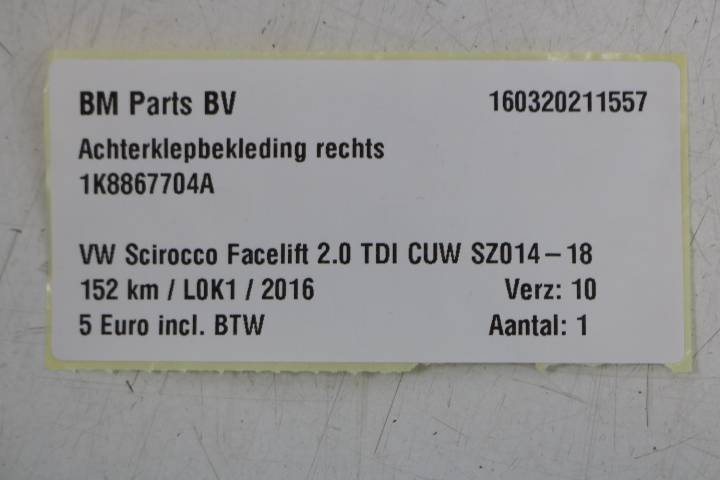 BM Parts BV 160320211557
Achterklepbekleding rechts
1K8867704A
VW Scirocco Facelift 2.0 TDI CUW SZ014-18
152 km / L0K1 / 2016 Verz: 10
5 Euro incl. BTW Aantal: 1